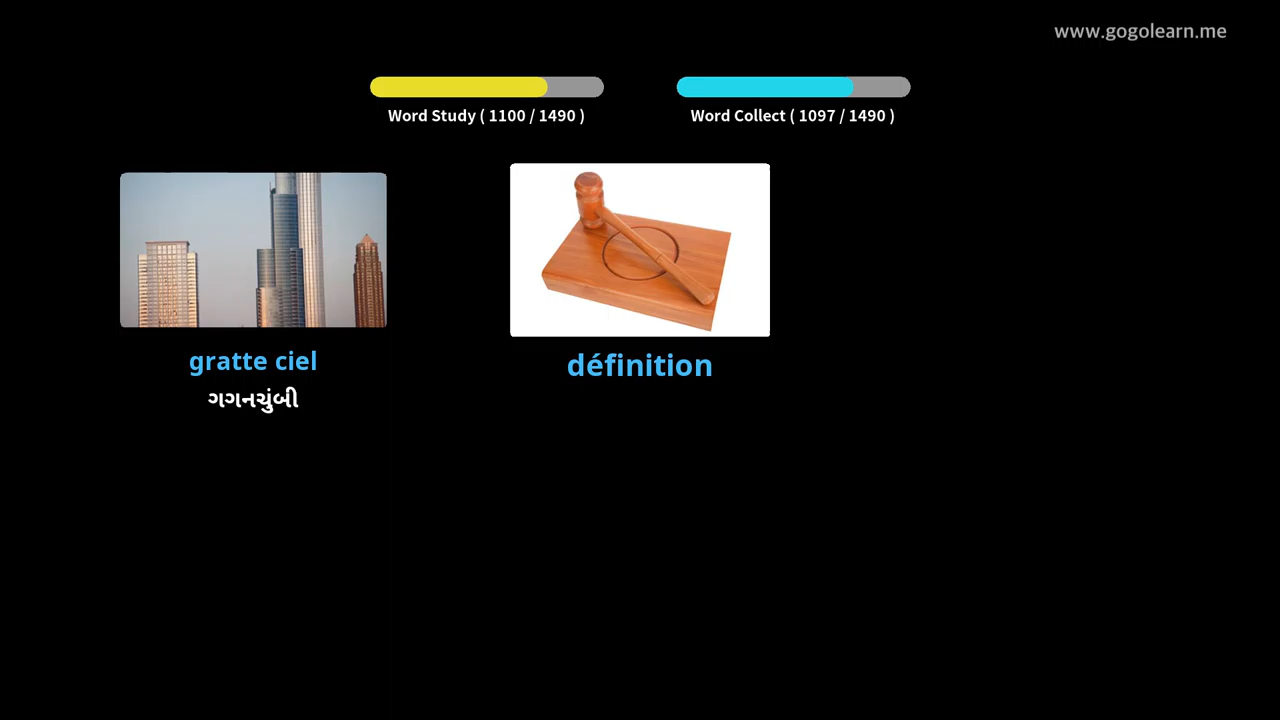 www.gogolearn.me
Word Study ( 1100 / 1490 )
Word Collect ( 1097 / 1490 )
gratte ciel
ગગનચુંબી
définition